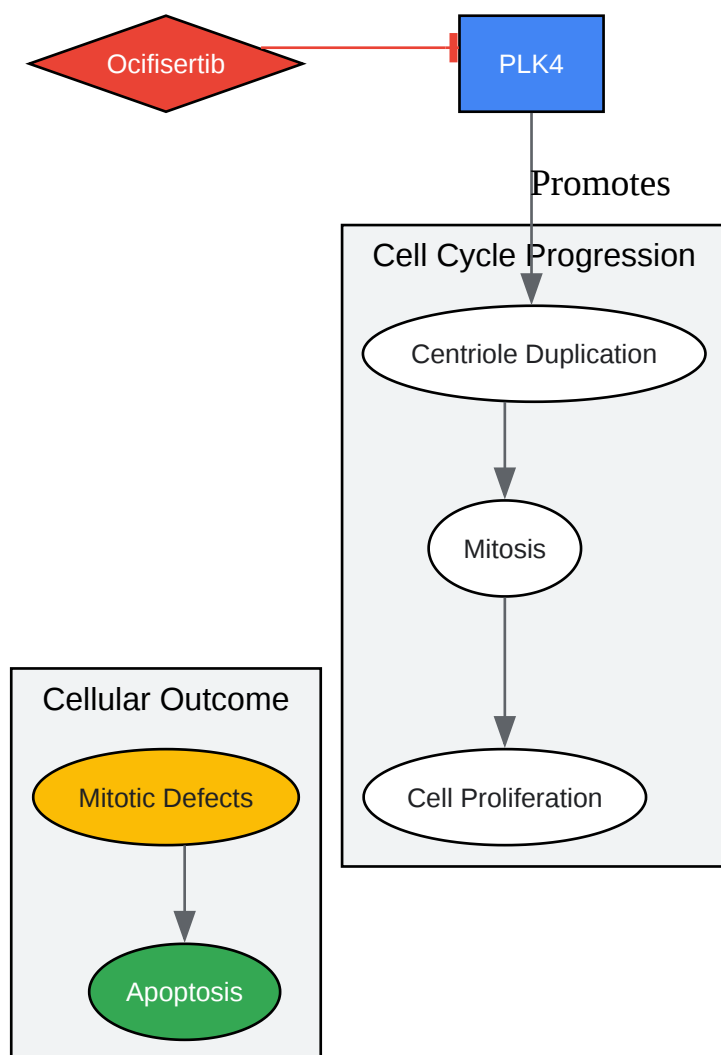 Ocifisertib
PLK4
Promotes
Cell Cycle Progression
Centriole Duplication
Mitosis
Cell Proliferation
Cellular Outcome
Mitotic Defects
Apoptosis